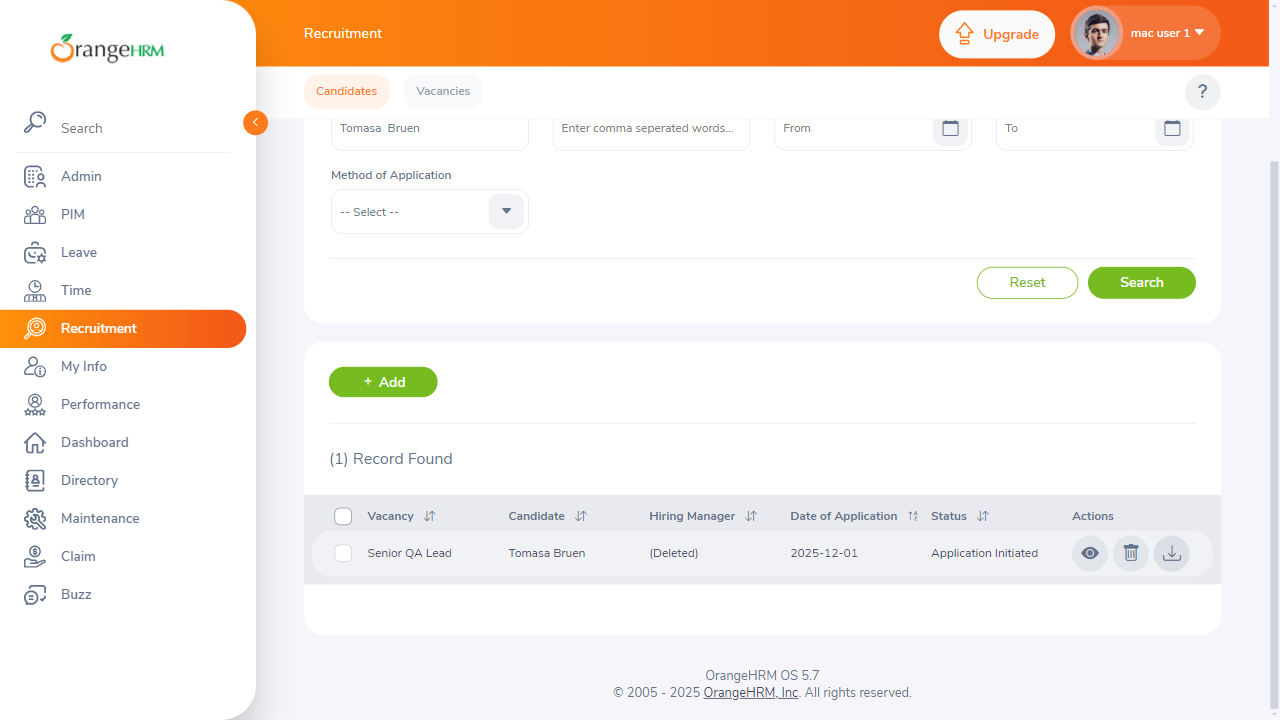 OrangeHRM
Search
Admin
PIM
Leave
Time
Recruitment
My Info
Performance
Dashboard
Directory
Maintenance
Claim
Buzz
Recruitment
Upgrade
mac user 1
Candidates
Vacancies
?
Tomasa  Bruen
Enter comma seperated words...
From
To
Method of Application
-- Select --
Reset
Search
+ Add
(1) Record Found
Vacancy
Candidate
Hiring Manager
Date of Application
Status
Actions
Senior QA Lead
Tomasa Bruen
(Deleted)
2025-12-01
Application Initiated
OrangeHRM OS 5.7
© 2005 - 2025 OrangeHRM, Inc. All rights reserved.